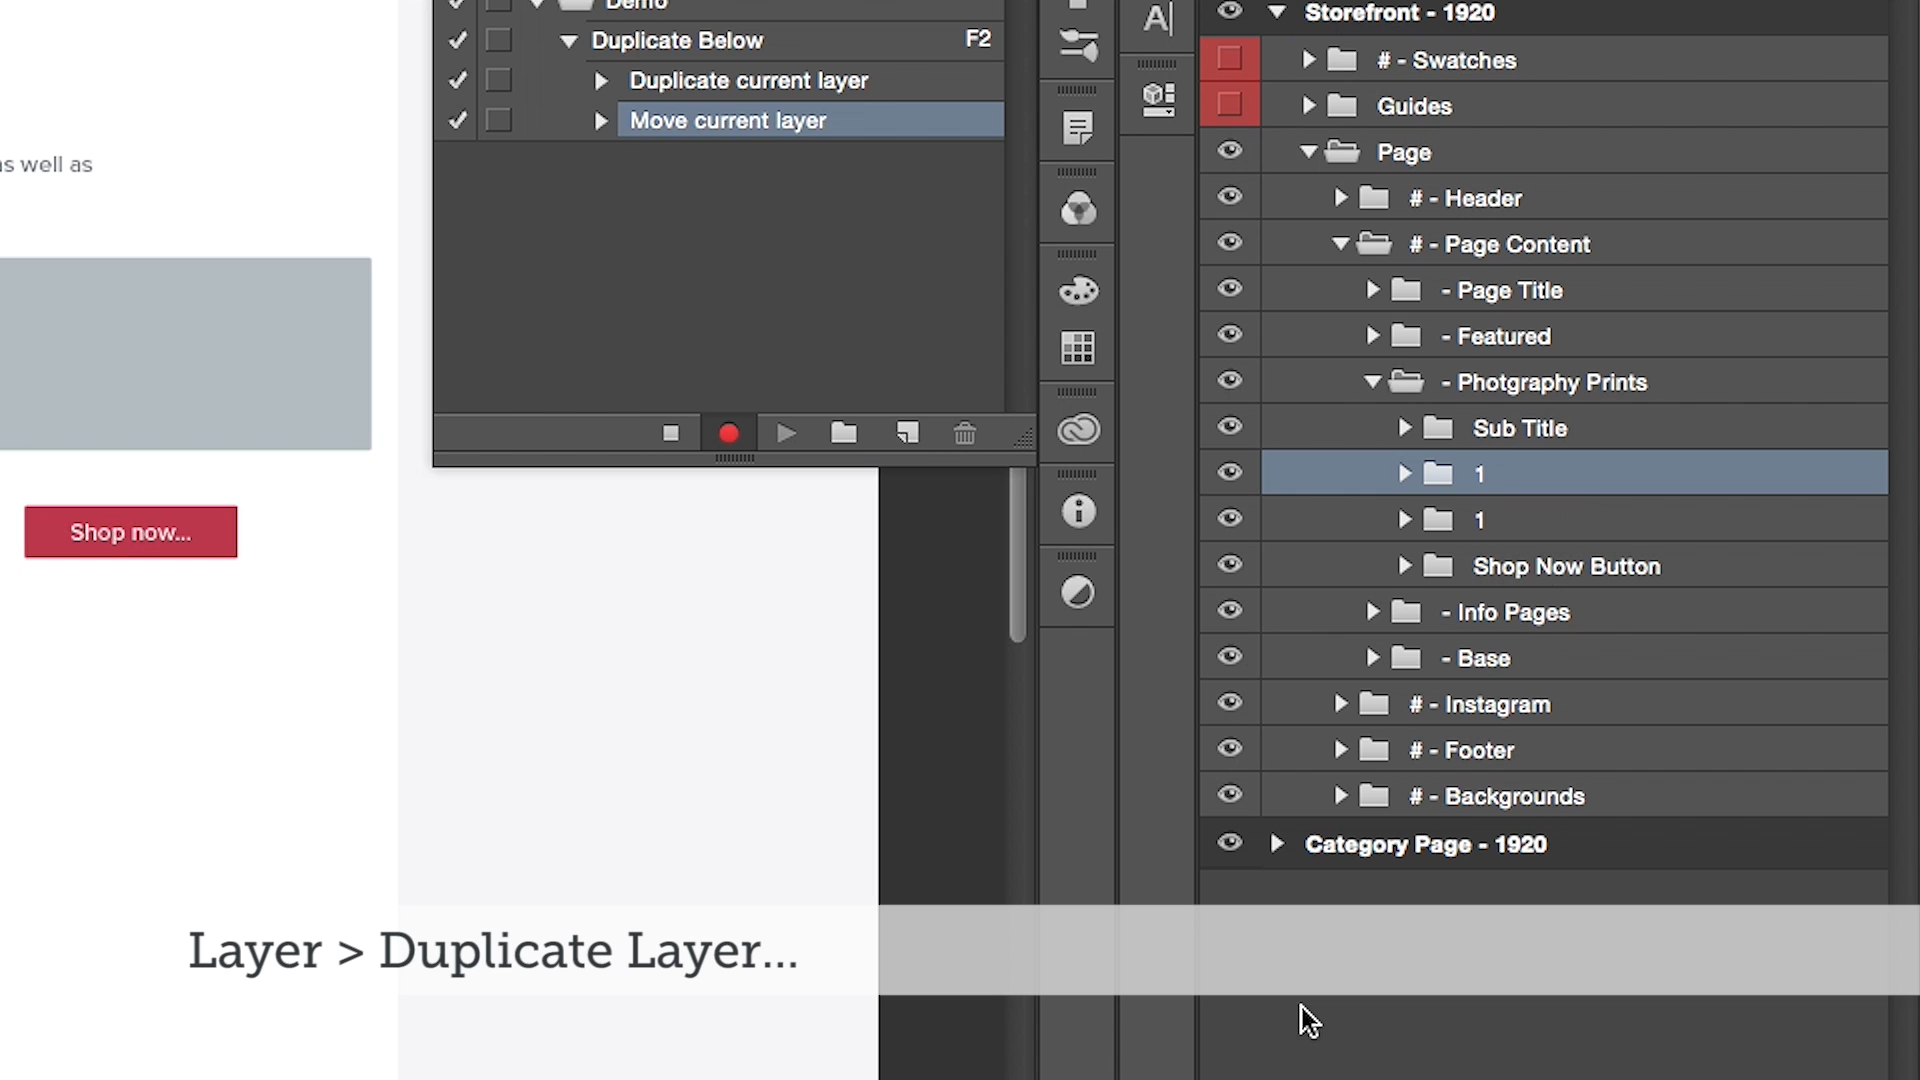 Demo
Duplicate Below F2
Duplicate current layer
Move current layer
as well as
Shop now...
A
Storefront - 1920
# - Swatches
Guides
Page
# - Header
# - Page Content
- Page Title
- Featured
- Photgraphy Prints
Sub Title
1
1
Shop Now Button
- Info Pages
- Base
# - Instagram
# - Footer
# - Backgrounds
Category Page - 1920
Layer > Duplicate Layer...